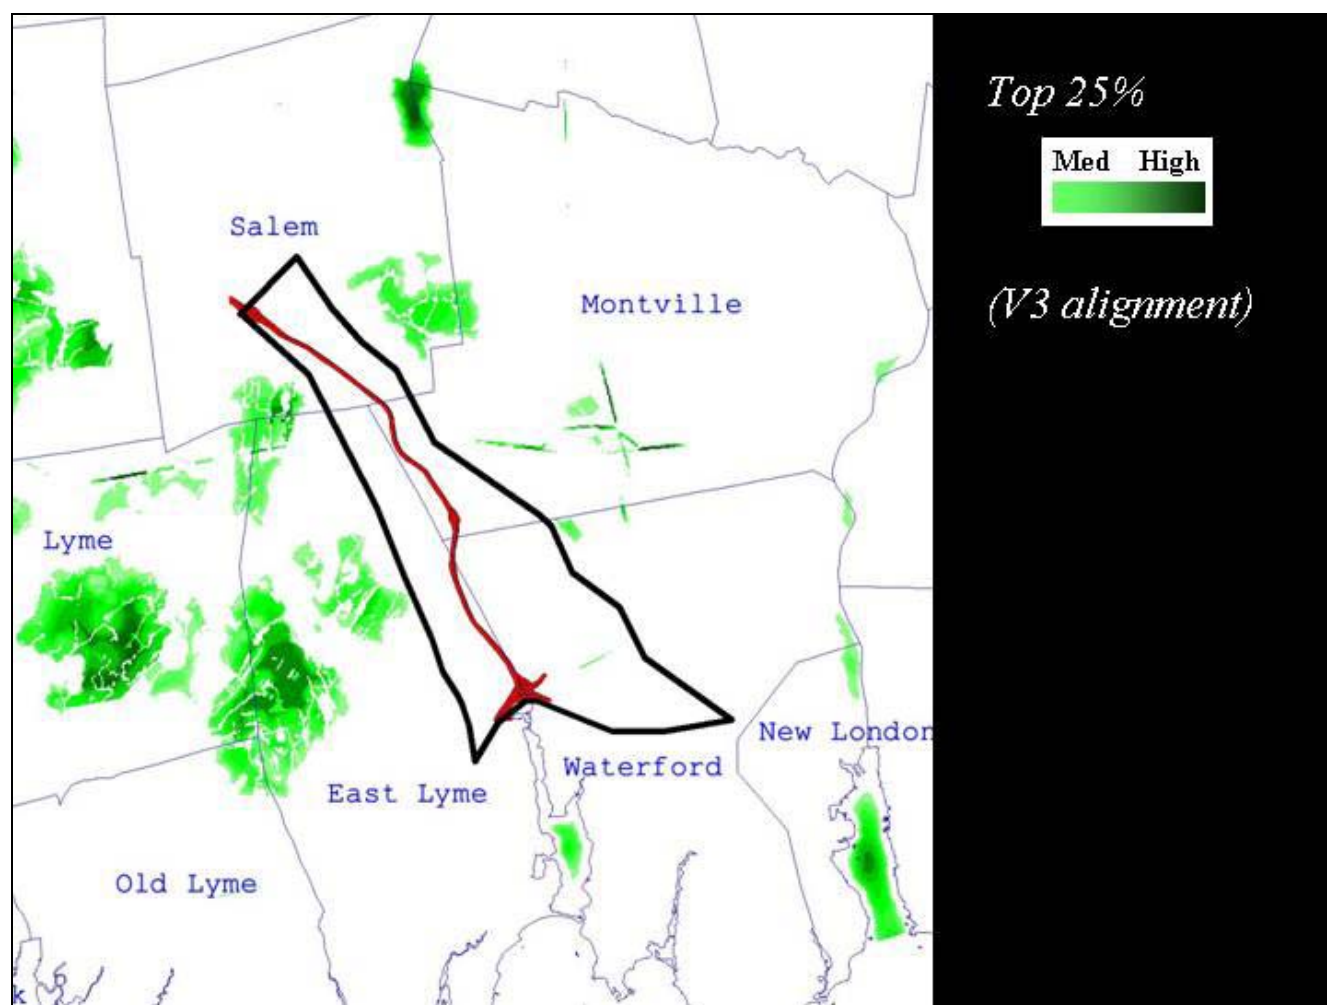 Top 25%
Med High
Salem
(V3 alignment)
Montville
Lyme
New London
Waterford
East Lyme
Old Lyme
k